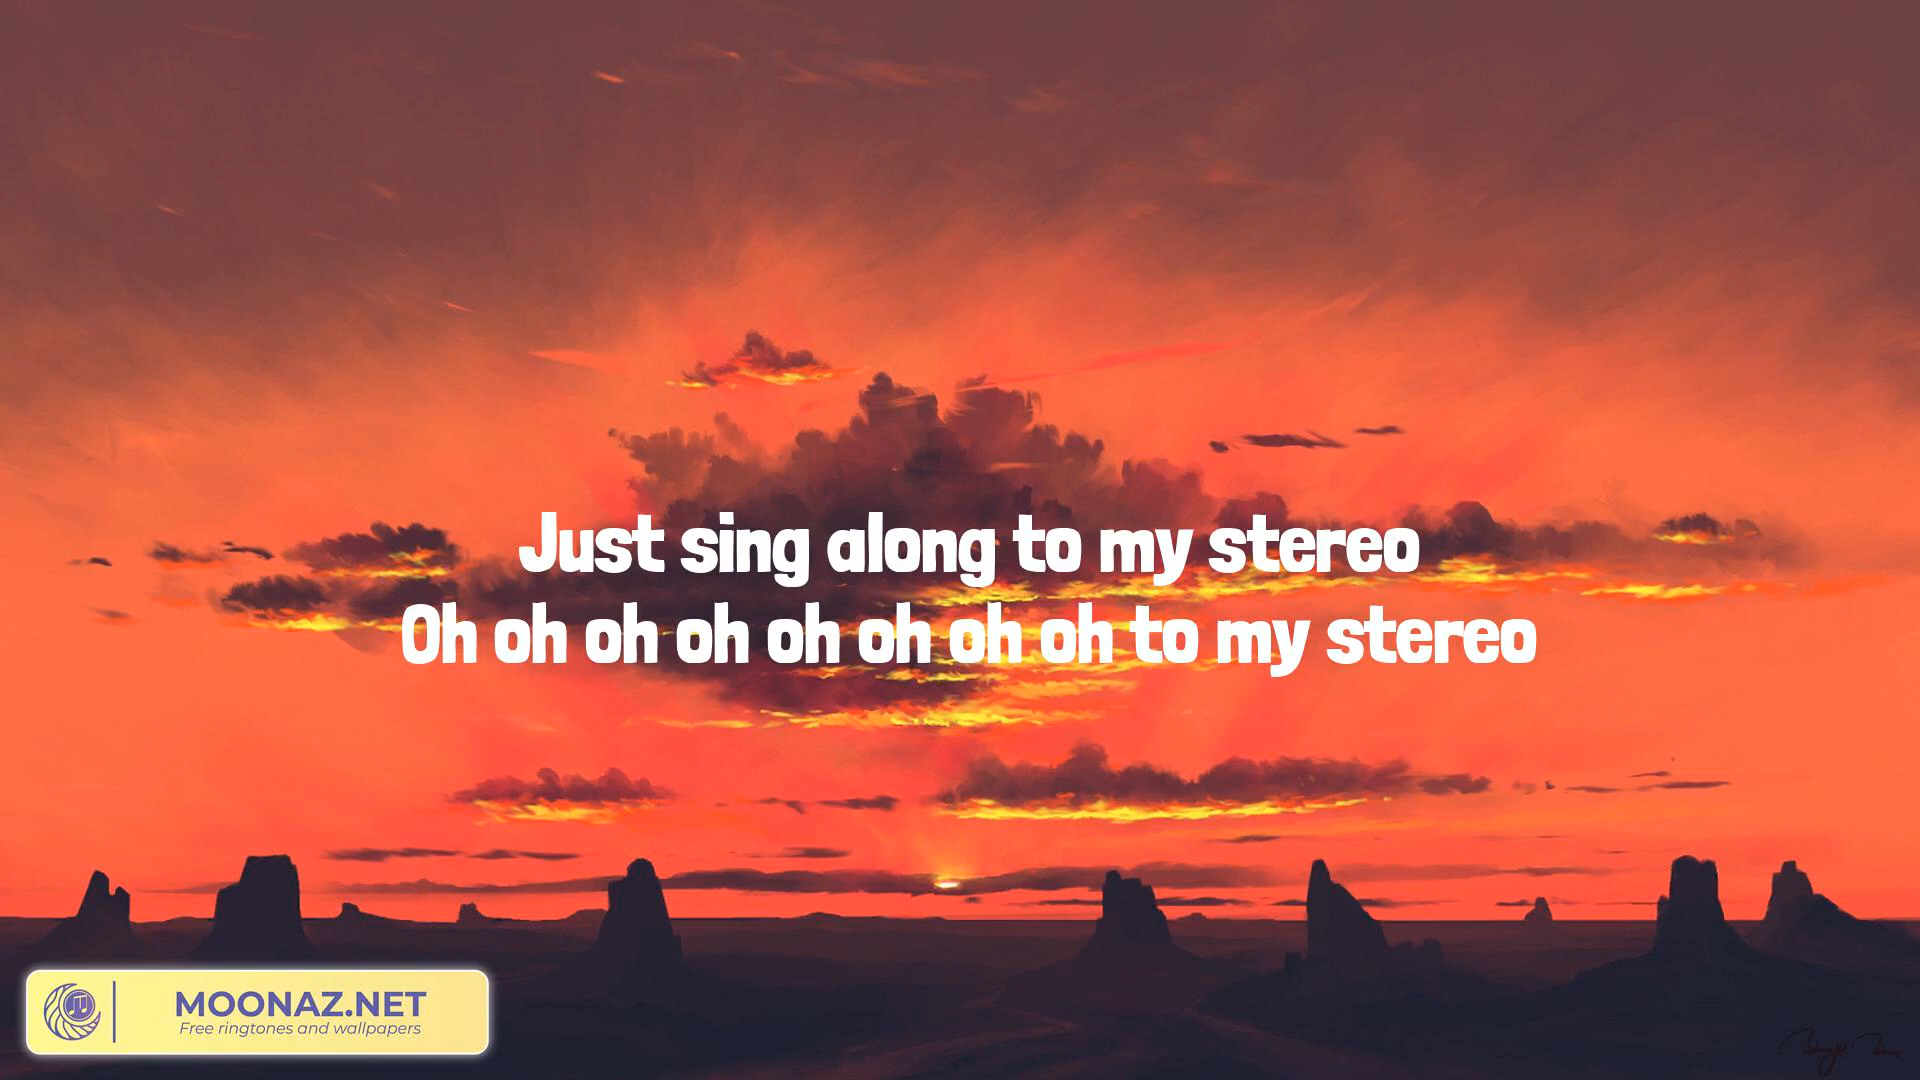 Just sing along to my stereo
Oh oh oh oh oh oh oh oh to my stereo
MOONAZ.NET
Free ringtones and wallpapers